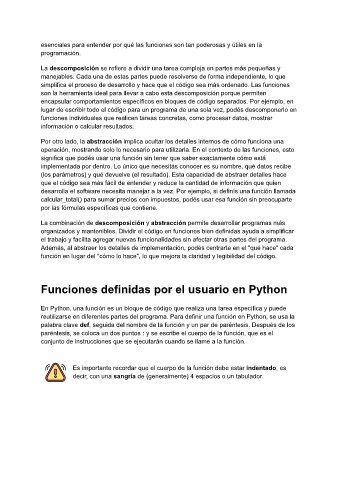 esenciales para entender por qué las funciones son tan poderosas y útiles en la
programación.
La descomposición se refiere a dividir una tarea compleja en partes más pequeñas y
manejables. Cada una de estas partes puede resolverse de forma independiente, lo que
simplifica el proceso de desarrollo y hace que el código sea más ordenado. Las funciones
son la herramienta ideal para llevar a cabo esta descomposición porque permiten
encapsular comportamientos específicos en bloques de código separados. Por ejemplo, en
lugar de escribir todo el código para un programa de una sola vez, podés descomponerlo en
funciones individuales que realicen tareas concretas, como procesar datos, mostrar
información o calcular resultados.
Por otro lado, la abstracción implica ocultar los detalles internos de cómo funciona una
operación, mostrando solo lo necesario para utilizarla. En el contexto de las funciones, esto
significa que podés usar una función sin tener que saber exactamente cómo está
implementada por dentro. Lo único que necesitás conocer es su nombre, qué datos recibe
(los parámetros) y qué devuelve (el resultado). Esta capacidad de abstraer detalles hace
que el código sea más fácil de entender y reduce la cantidad de información que quien
desarrolla el software necesita manejar a la vez. Por ejemplo, si definís una función llamada
calcular_total() para sumar precios con impuestos, podés usar esa función sin preocuparte
por las fórmulas específicas que contiene.
La combinación de descomposición y abstracción permite desarrollar programas más
organizados y mantenibles. Dividir el código en funciones bien definidas ayuda a simplificar
el trabajo y facilita agregar nuevas funcionalidades sin afectar otras partes del programa.
Además, al abstraer los detalles de implementación, podés centrarte en el "qué hace" cada
función en lugar del "cómo lo hace", lo que mejora la claridad y legibilidad del código.
Funciones definidas por el usuario en Python
En Python, una función es un bloque de código que realiza una tarea específica y puede
reutilizarse en diferentes partes del programa. Para definir una función en Python, se usa la
palabra clave def, seguida del nombre de la función y un par de paréntesis. Después de los
paréntesis, se coloca un dos puntos : y se escribe el cuerpo de la función, que es el
conjunto de instrucciones que se ejecutarán cuando se llame a la función.
Es importante recordar que el cuerpo de la función debe estar indentado, es
decir, con una sangría de (generalmente) 4 espacios o un tabulador.